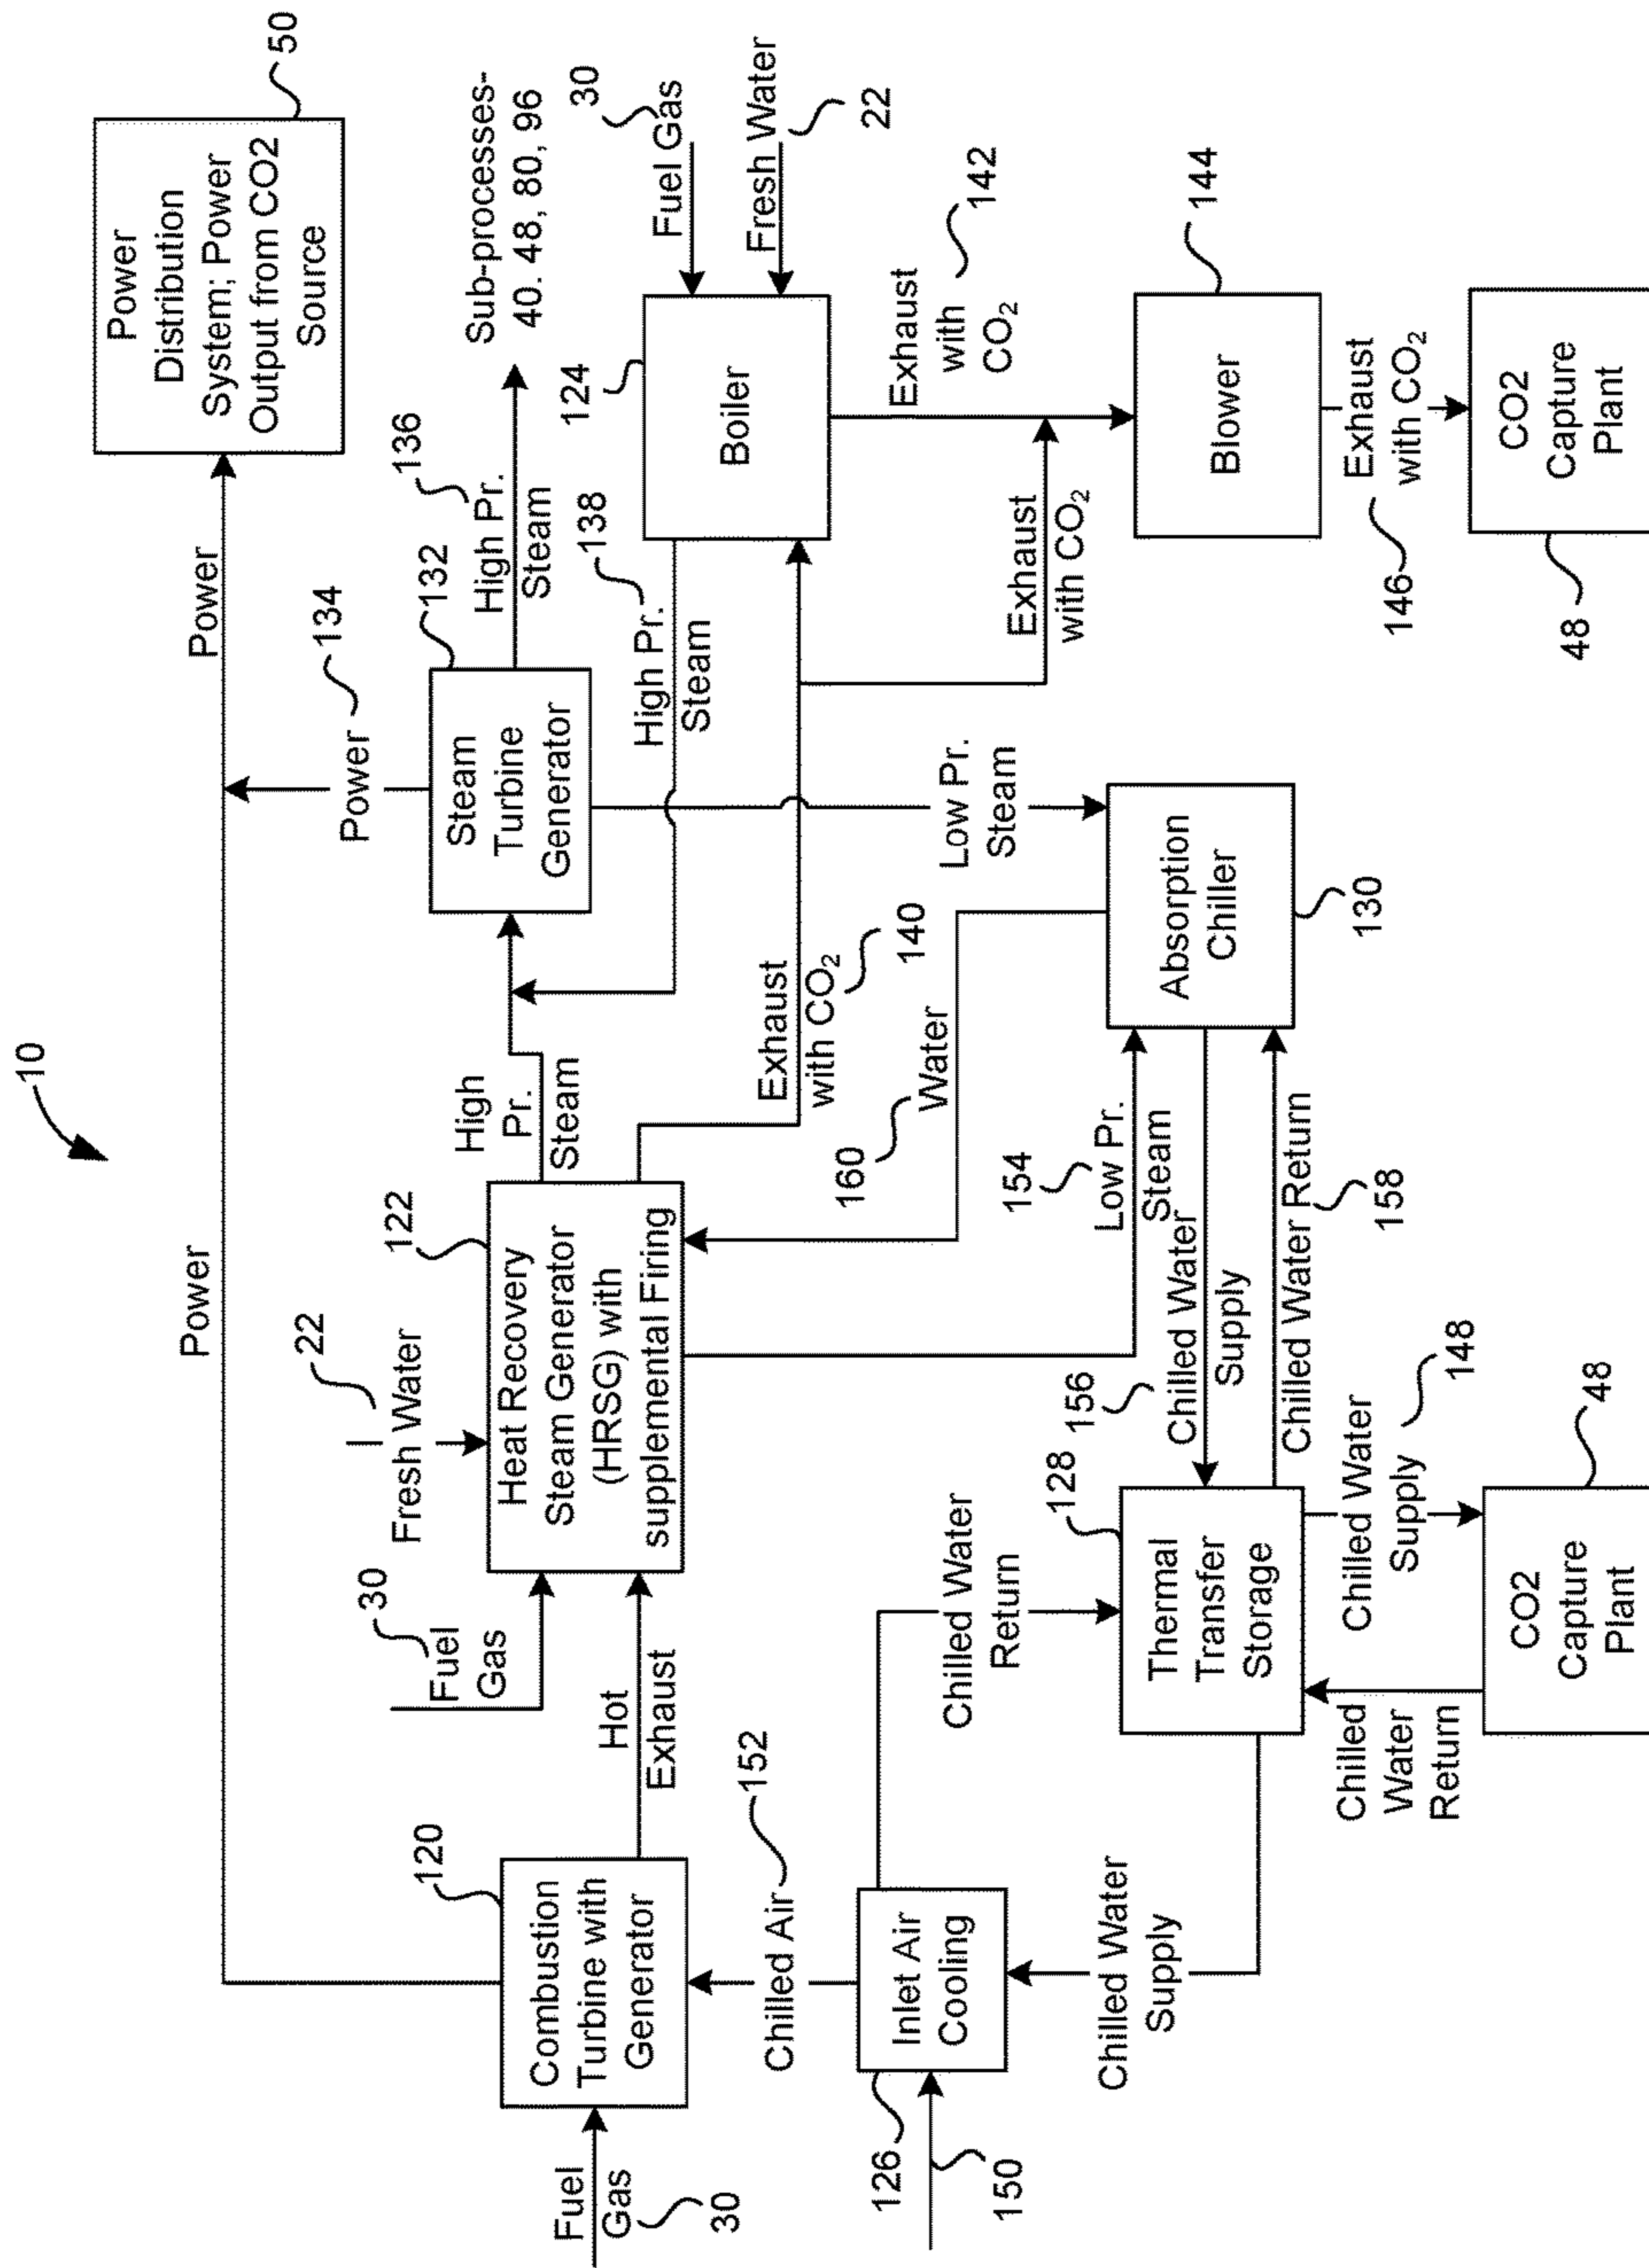 10
Power
Power
Power
Distribution
System; Power
Output from CO2
Source
50
Power
134
Fuel
Gas
30
Combustion
Turbine with
Generator
120
Hot
Exhaust
30
Fuel
Gas
Fresh Water
22
Heat Recovery
Steam Generator
(HRSG) with
supplemental Firing
122
High
Pr.
Steam
Steam
Turbine
Generator
132
136
High Pr.
Steam
Sub-processes-
40. 48, 80, 96
138
High Pr.
Steam
Boiler
124
30
Fuel Gas
Fresh Water
22
Exhaust
with CO₂
140
Exhaust
with CO₂
Exhaust
with
CO₂
142
Chilled Air
152
Inlet Air
Cooling
126
150
Chilled Water
Return
Chilled Water
Supply
160
Water
Low Pr.
Steam
154
Low Pr.
Steam
156
Chilled Water
Supply
Chilled Water Return
158
Thermal
Transfer
Storage
128
Absorption
Chiller
130
Blower
144
Chilled
Water
Return
Chilled Water
Supply
148
CO2
Capture
Plant
48
146
Exhaust
with CO₂
CO2
Capture
Plant
48